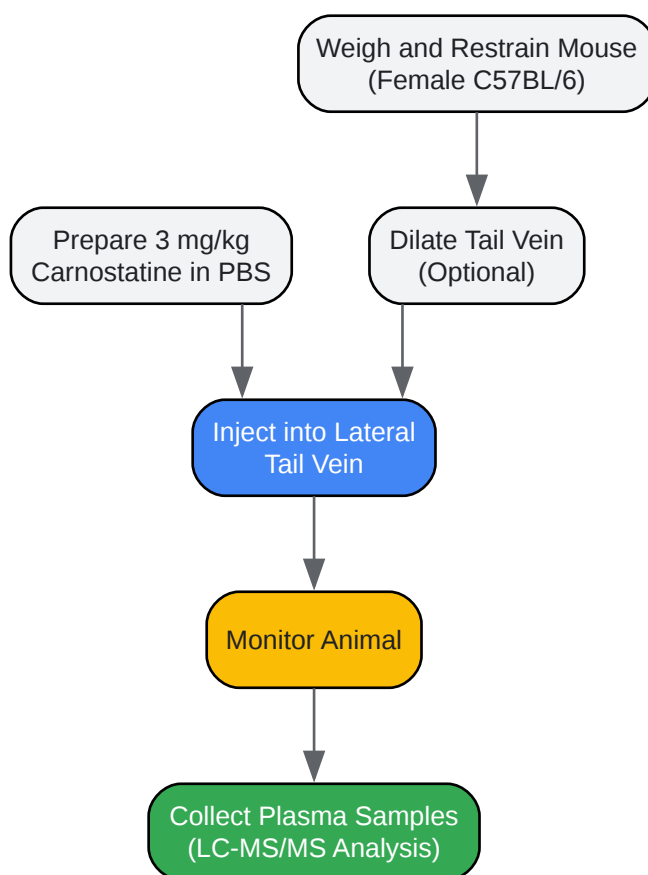 Weigh and Restrain Mouse
(Female C57BL/6)
Prepare 3 mg/kg
Carnostatine in PBS
Dilate Tail Vein
(Optional)
Inject into Lateral
Tail Vein
Monitor Animal
Collect Plasma Samples
(LC-MS/MS Analysis)